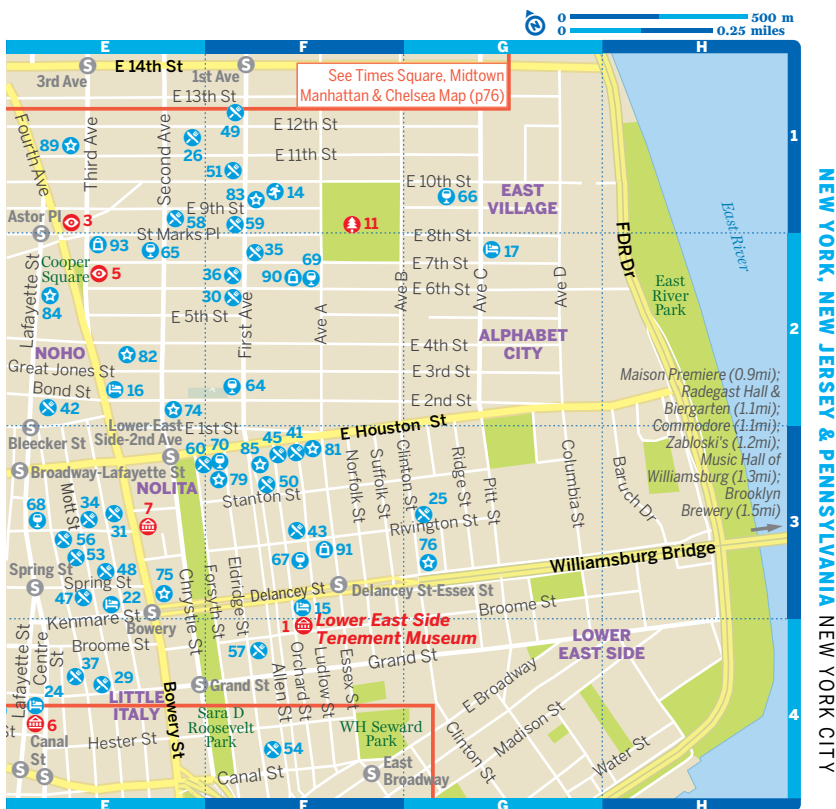 0 500 m
0 0.25 miles
E F G H
E 14th St
3rd Ave
1st Ave
See Times Square, Midtown
Manhattan & Chelsea Map (p76)
E 13th St
49
E 12th St
1
Fourth Ave
89
Third Ave
Second Ave
26
E 11th St
51
E 10th St
83
14
66
EAST
VILLAGE
E 9th St
Astor Pl
3
58
59
11
St Marks Pl
E 8th St
FDR Dr
East River
93
65
35
69
17
E 7th St
Cooper
Square
5
36
90
Ave B
Ave C
Ave D
East
River
Park
E 6th St
30
Lafayette St
84
First Ave
Ave A
E 5th St
2
ALPHABET
CITY
E 4th St
NOHO
82
Great Jones St
E 3rd St
Maison Premiere (0.9mi);
Radegast Hall &
Biergarten (1.1mi);
Commodore (1.1mi);
Zabloski's (1.2mi);
Music Hall of
Williamsburg (1.3mi);
Brooklyn
Brewery (1.5mi)
Bond St
16
64
E 2nd St
42
74
Lower East
Side-2nd Ave
E 1st St
E Houston St
Bleecker St
60
70
85
45
41
81
Broadway-Lafayette St
NOLITA
79
50
Stanton St
Norfolk St
Suffolk St
Clinton St
Ridge St
Pitt St
Columbia St
Baruch Dr
68
Mott St
34
31
7
25
Rivington St
3
56
43
53
67
91
76
48
Williamsburg Bridge
Spring St
Spring St
75
Chrystie St
Forsyth St
Eldridge St
Delancey St
Delancey St-Essex St
47
22
15
Broome St
Kenmare St
Bowery
1
Lower East Side
Tenement Museum
LOWER
EAST SIDE
Lafayette St
Centre St
Broome St
57
Allen St
Orchard St
Ludlow St
Essex St
Grand St
37
29
Grand St
E Broadway
24
LITTLE
ITALY
Bowery St
Sara D
Roosevelt
Park
WH Seward
Park
Clinton St
Madison St
Water St
4
6
St
Canal
St
Hester St
54
Canal St
East
Broadway
E F G H
NEW YORK, NEW JERSEY & PENNSYLVANIA NEW YORK CITY